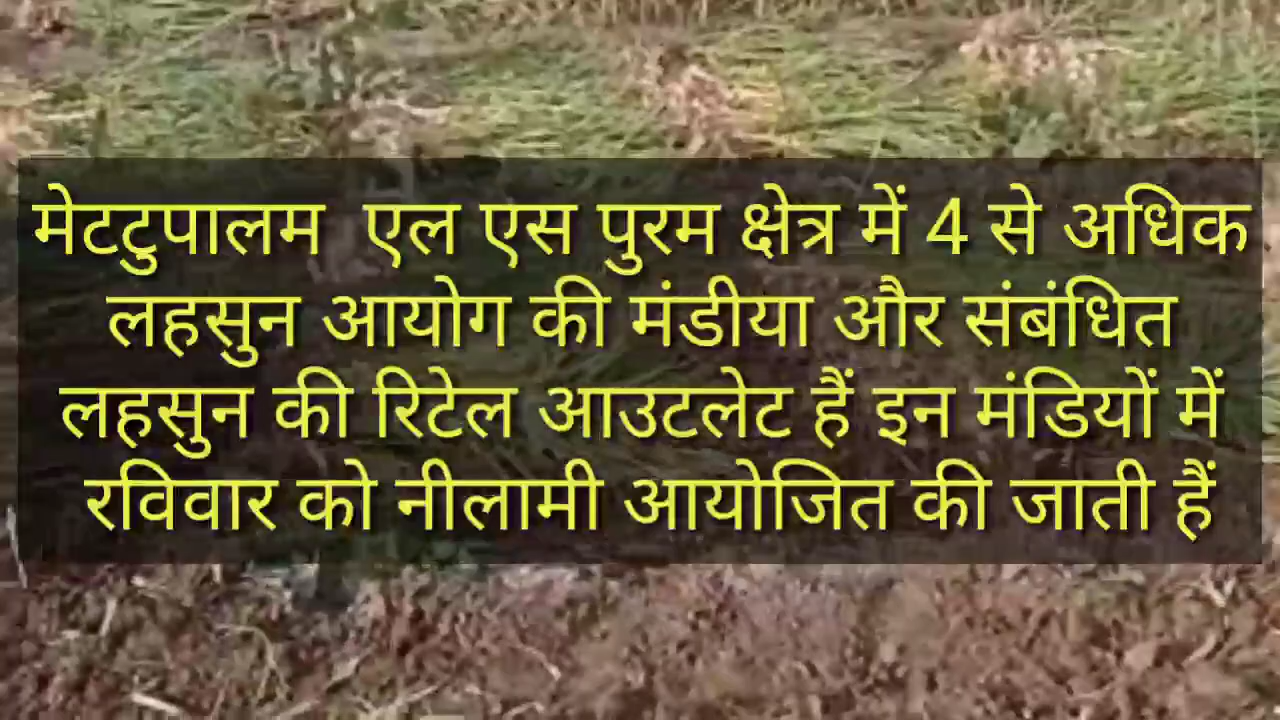 मेटटुपालम एल एस पुरम क्षेत्र में 4 से अधिक
लहसुन आयोग की मंडीया और संबंधित
लहसुन की रिटेल आउटलेट हैं इन मंडियों में
रविवार को नीलामी आयोजित की जाती हैं